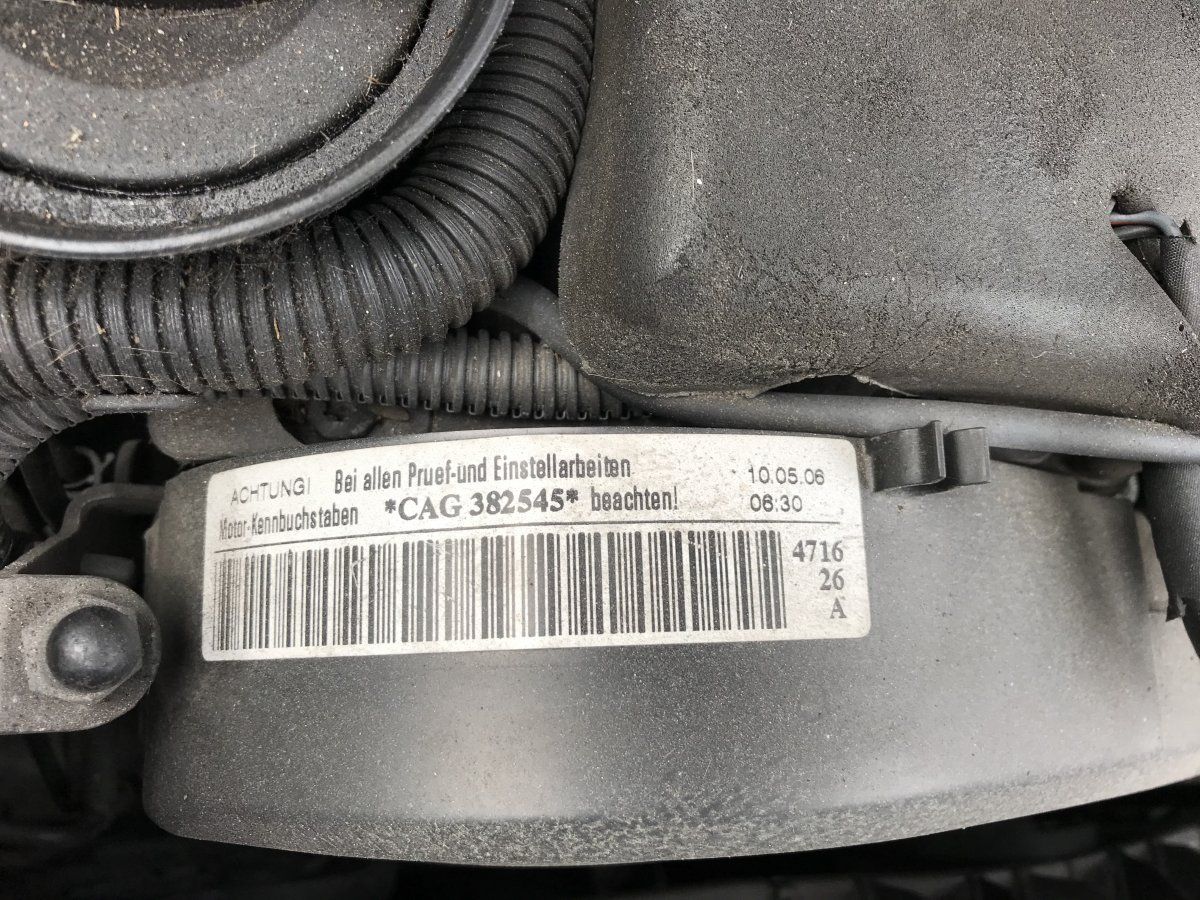 ACHTUNG! Bei allen Pruef-und Einstellarbeiten 10.05.06
Motor-Kennbuchstaben *CAG 382545* beachten! 06:30
4716
26
A